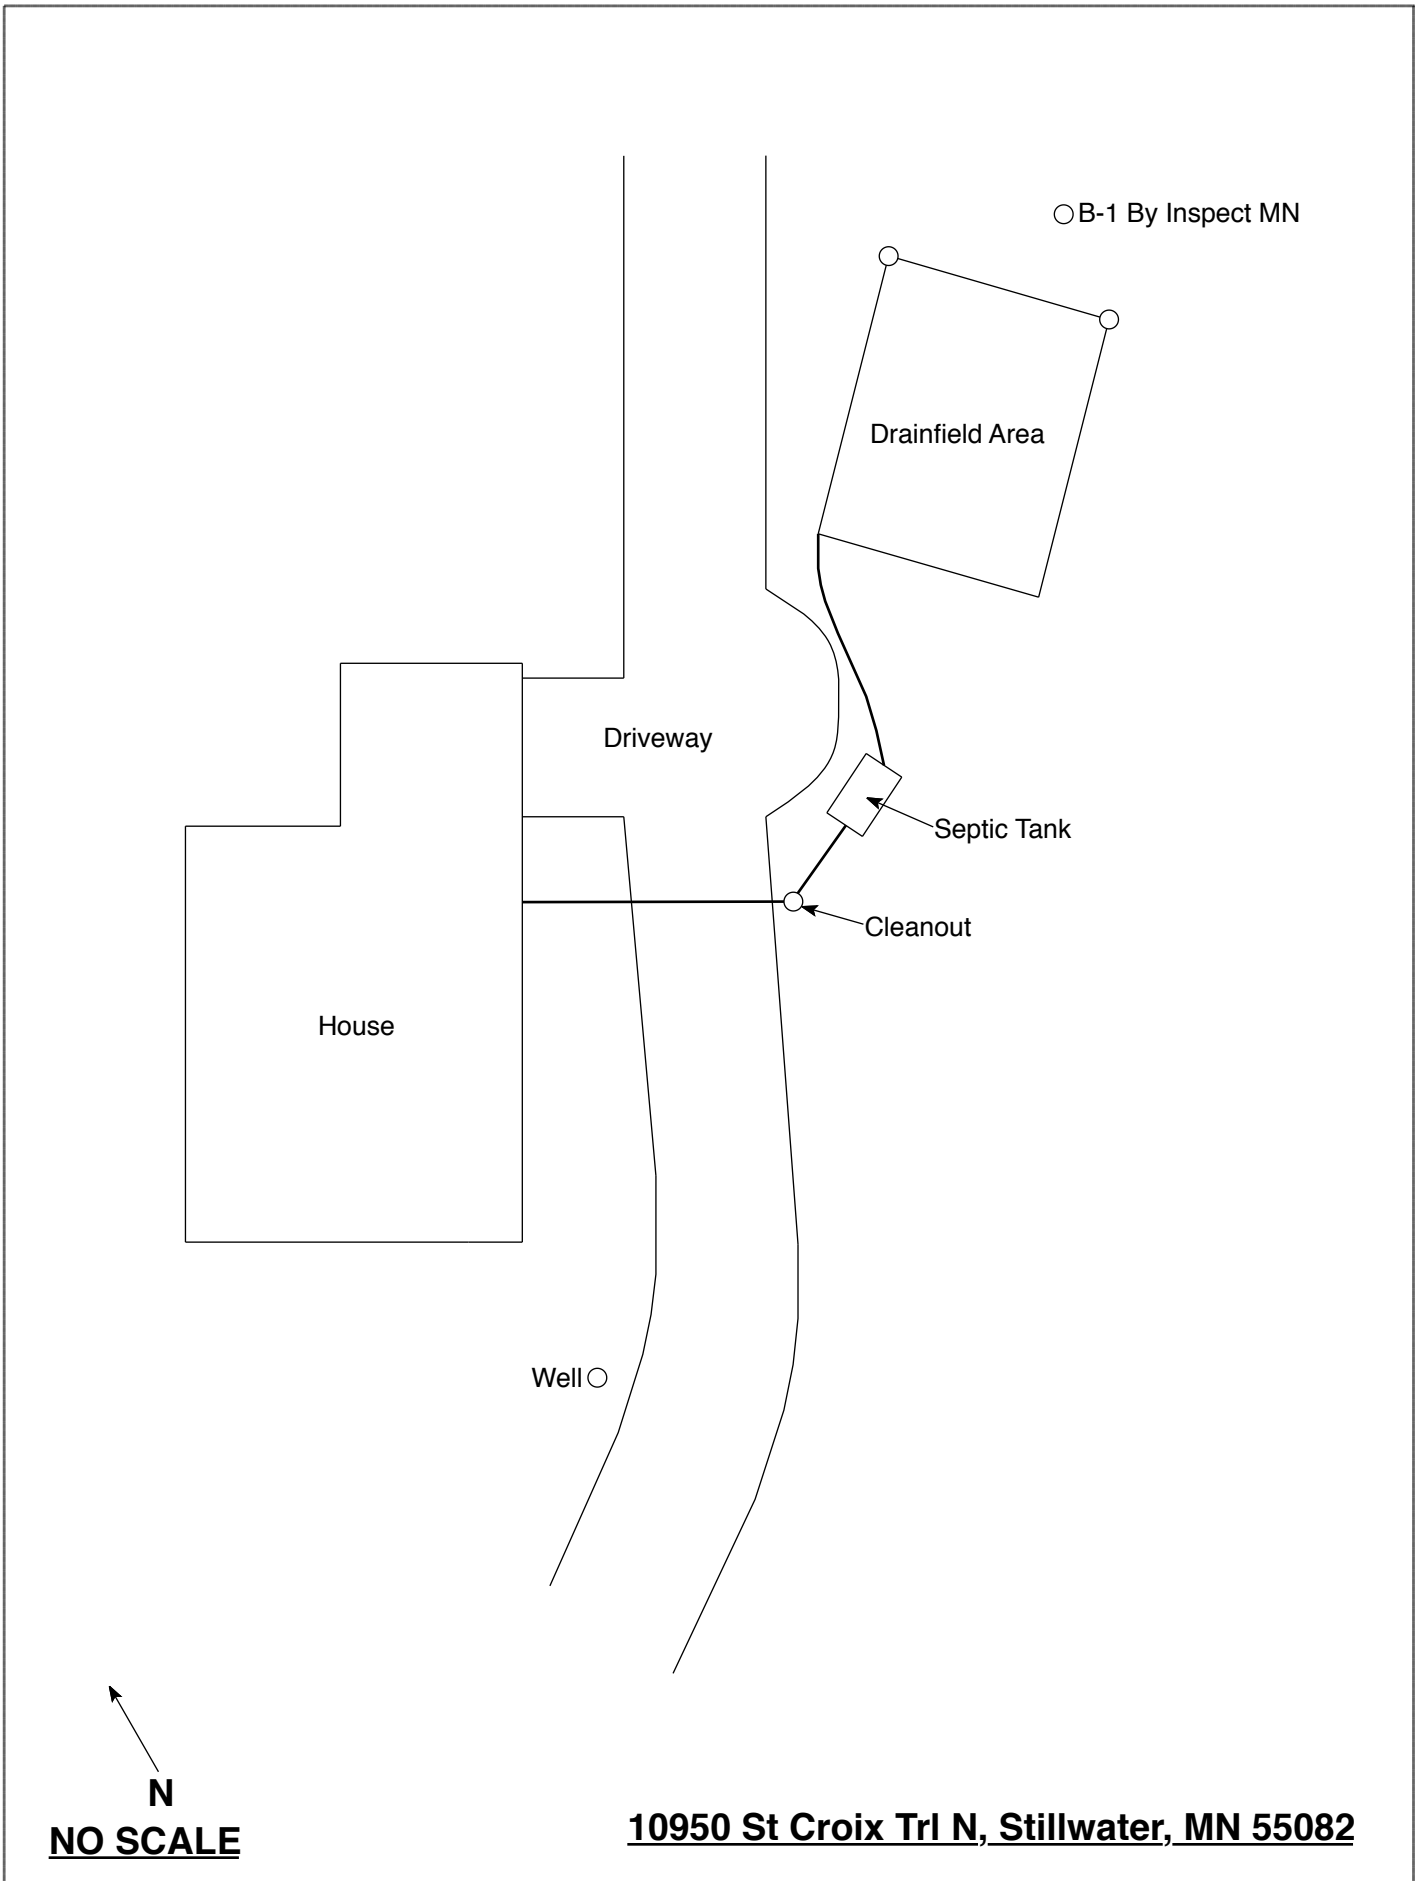 B-1 By Inspect MN
Drainfield Area
Driveway
Septic Tank
Cleanout
House
Well
N
NO SCALE
10950 St Croix Trl N, Stillwater, MN 55082